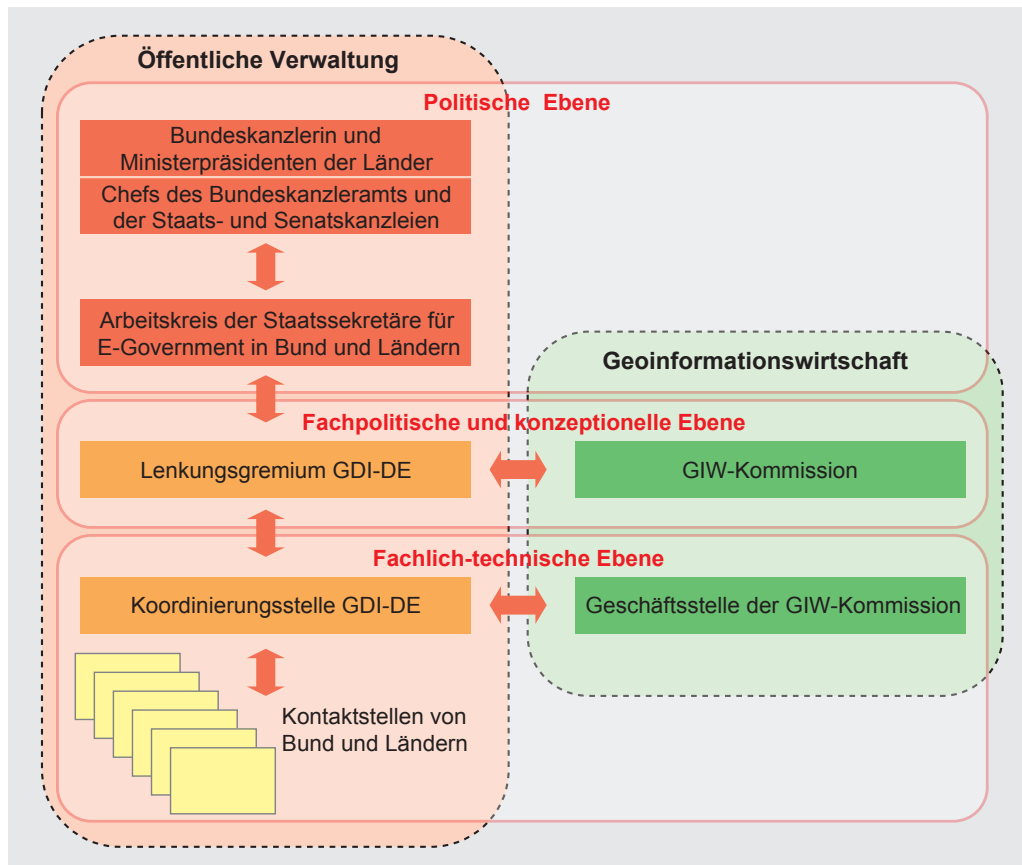 Öffentliche Verwaltung
Politische Ebene
Bundeskanzlerin und
Ministerpräsidenten der Länder
Chefs des Bundeskanzleramts und
der Staats- und Senatskanzleien
Arbeitskreis der Staatssekretäre für
E-Government in Bund und Ländern
Geoinformationswirtschaft
Fachpolitische und konzeptionelle Ebene
Lenkungsgremium GDI-DE
GIW-Kommission
Fachlich-technische Ebene
Koordinierungsstelle GDI-DE
Geschäftsstelle der GIW-Kommission
Kontaktstellen von
Bund und Ländern